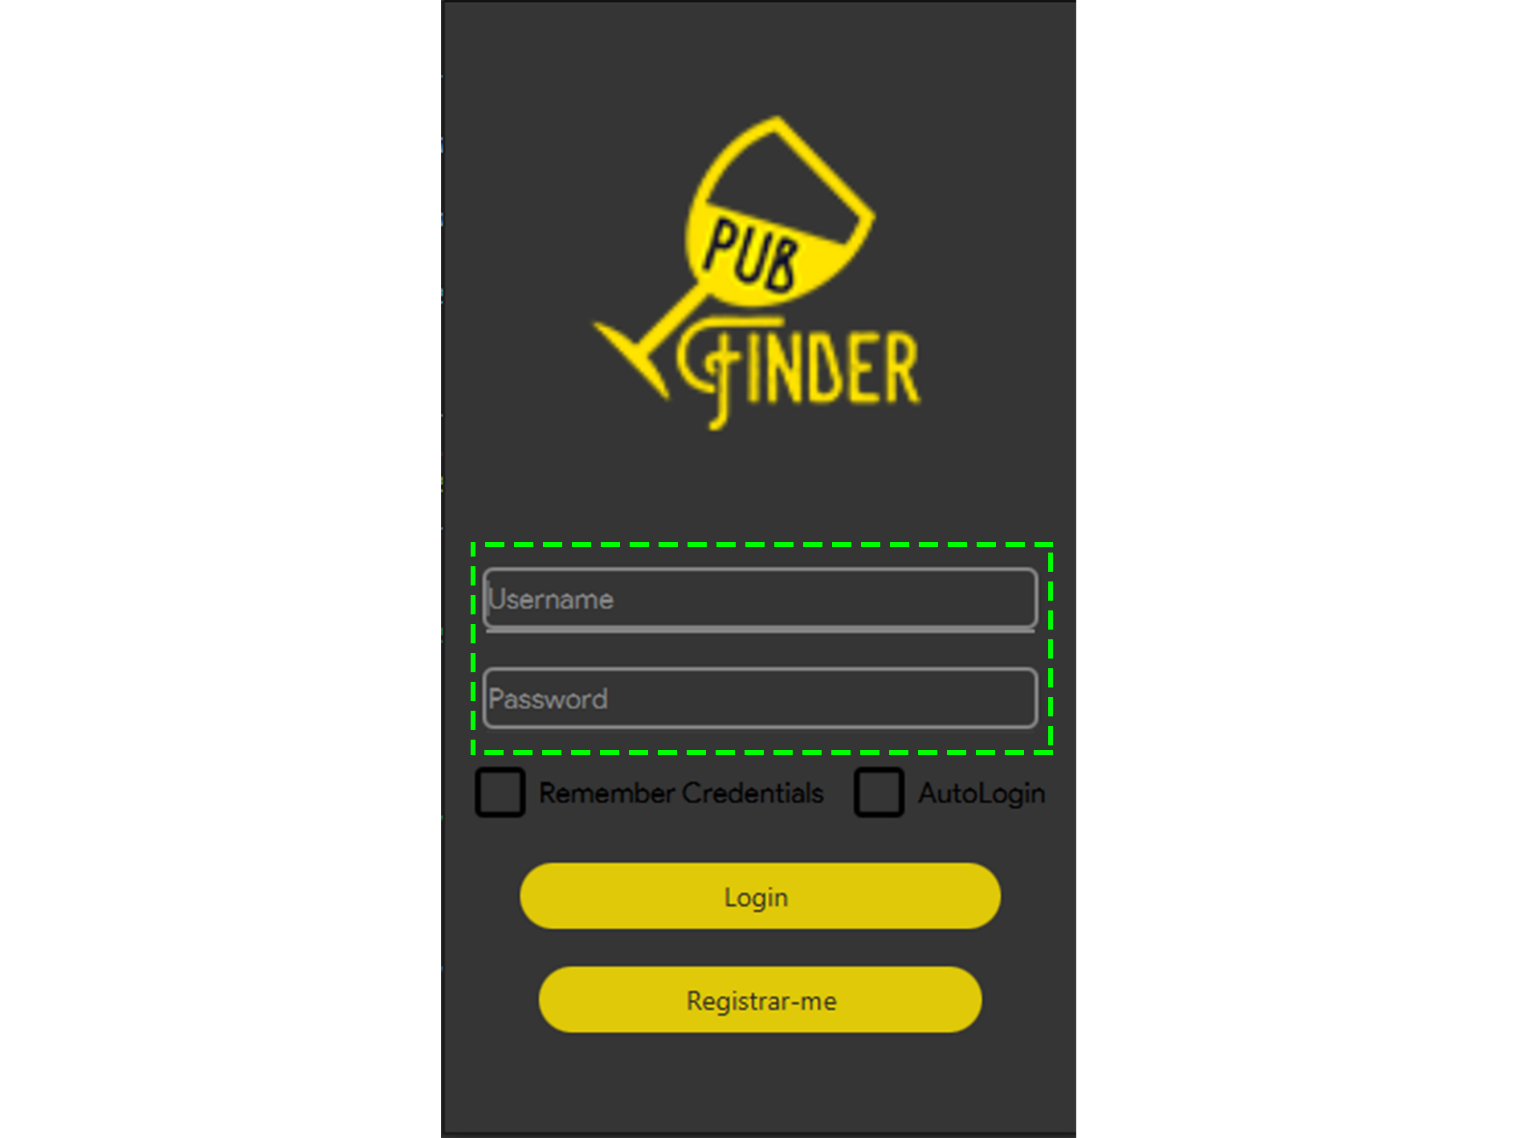 PUB
FINDER
Username
Password
Remember Credentials AutoLogin
Login
Registrar-me